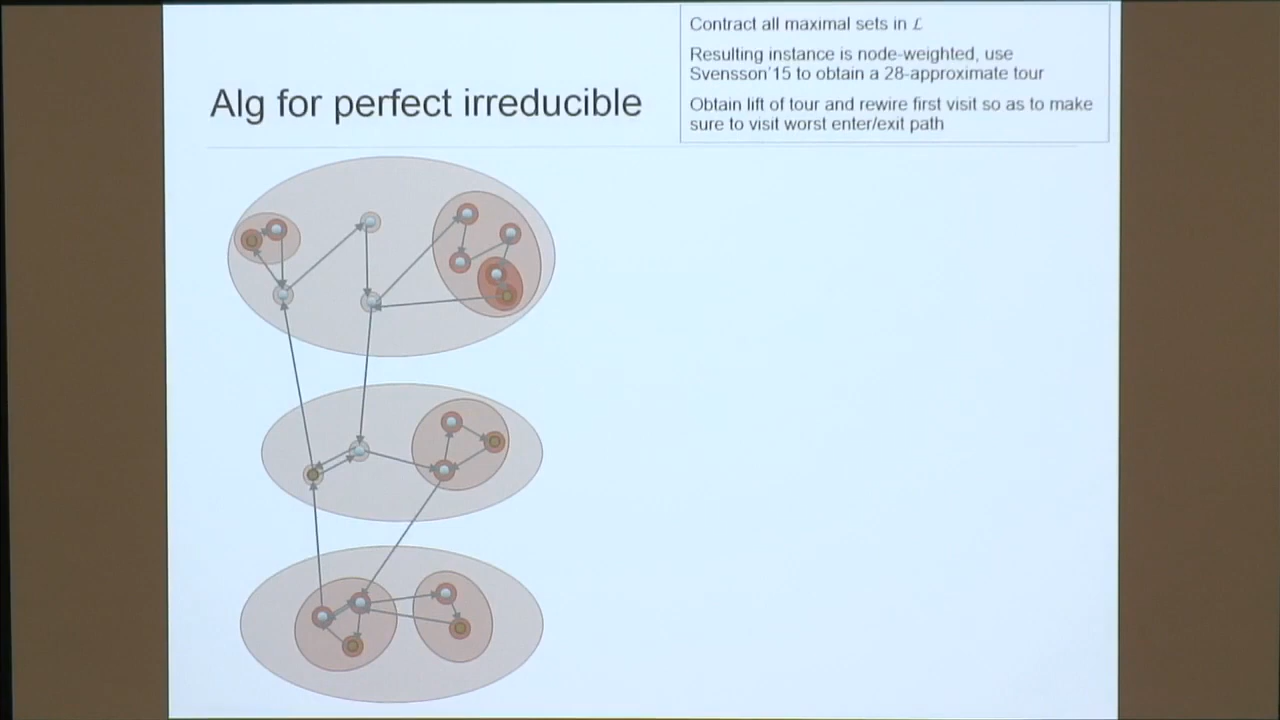 Contract all maximal sets in ℒ
Resulting instance is node-weighted, use
Svensson'15 to obtain a 28-approximate tour
Obtain lift of tour and rewire first visit so as to make
sure to visit worst enter/exit path
Alg for perfect irreducible